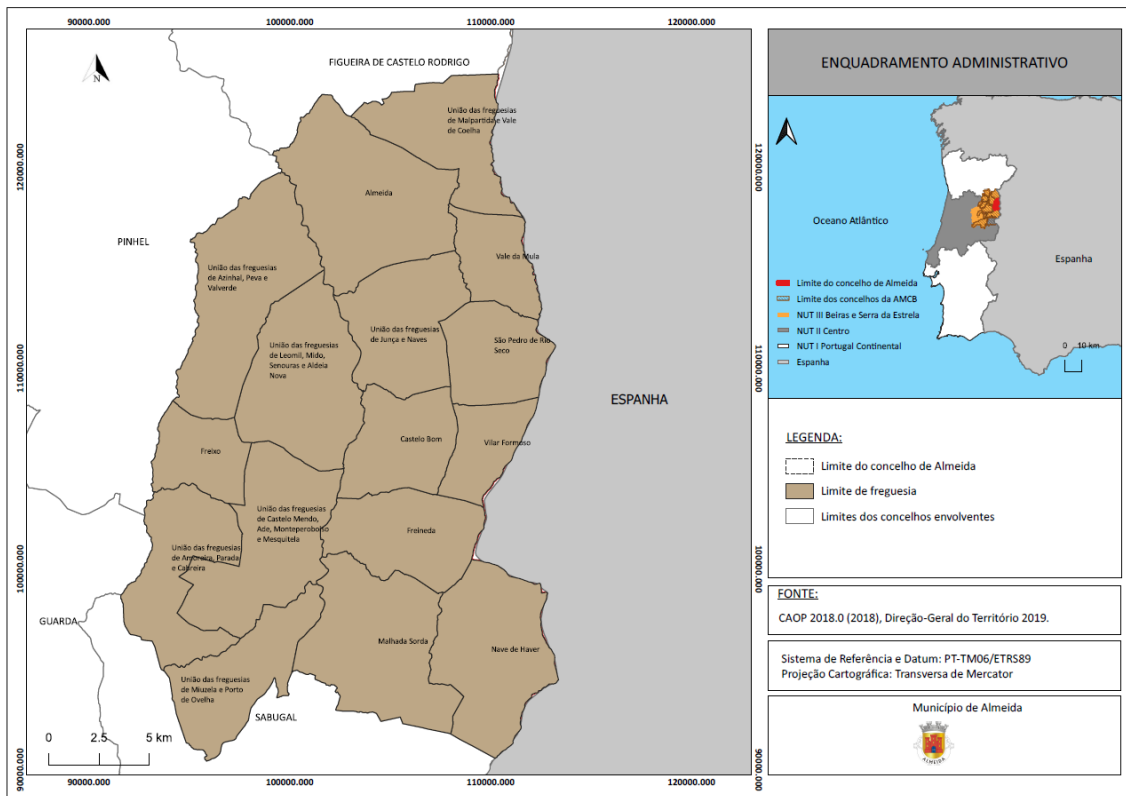 90000.000
100000.000
110000.000
120000.000
N
FIGUEIRA DE CASTELO RODRIGO
União das freguesias
de Malpartida e Vale
de Coelha
120000.000
120000.000
Almeida
PINHEL
Vale da Mula
União das freguesias
de Azinhal, Peva e
Valverde
União das freguesias
de Junça e Naves
São Pedro de Rio
Seco
União das freguesias
de Leomil, Mido,
Senouras e Aldeia
Nova
110000.000
110000.000
ESPANHA
Castelo Bom
Vilar Formoso
Freixo
União das freguesias
de Castelo Mendo,
Ade, Monteperobolso
e Mesquitela
Freineda
União das freguesias
de Amoreira, Parada
e Cabreira
100000.000
100000.000
GUARDA
Malhada Sorda
Nave de Haver
União das freguesias
de Miuzela e Porto
de Ovelha
SABUGAL
0 2.5 5 km
90000.000
90000.000
90000.000
100000.000
110000.000
120000.000
ENQUADRAMENTO ADMINISTRATIVO
Oceano Atlântico
Espanha
Limite do concelho de Almeida
Limite dos concelhos da AMCB
NUT III Beiras e Serra da Estrela
NUT II Centro
NUT I Portugal Continental
Espanha
0 10 km
LEGENDA:
Limite do concelho de Almeida
Limite de freguesia
Limites dos concelhos envolventes
FONTE:
CAOP 2018.0 (2018), Direção-Geral do Território 2019.
Sistema de Referência e Datum: PT-TM06/ETRS89
Projeção Cartográfica: Transversa de Mercator
Município de Almeida
ALMEIDA